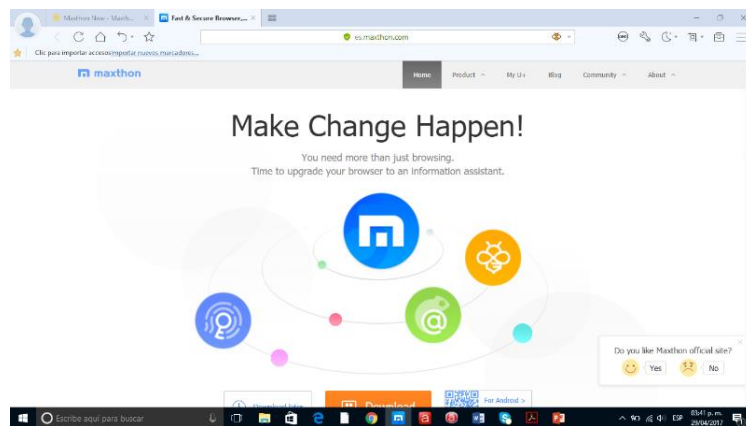 Maxthon Now - Maxth...
Fast & Secure Browser,...
es.maxthon.com
Clic para importar accesos importar nuevos marcadores...
maxthon
Home
Product
My U+
Blog
Community
About
Make Change Happen!
You need more than just browsing.
Time to upgrade your browser to an information assistant.
@
Do you like Maxthon official site?
Yes
No
Download later
Download
For Android >
Escribe aquí para buscar
ESP
03:41 p. m.
29/04/2017